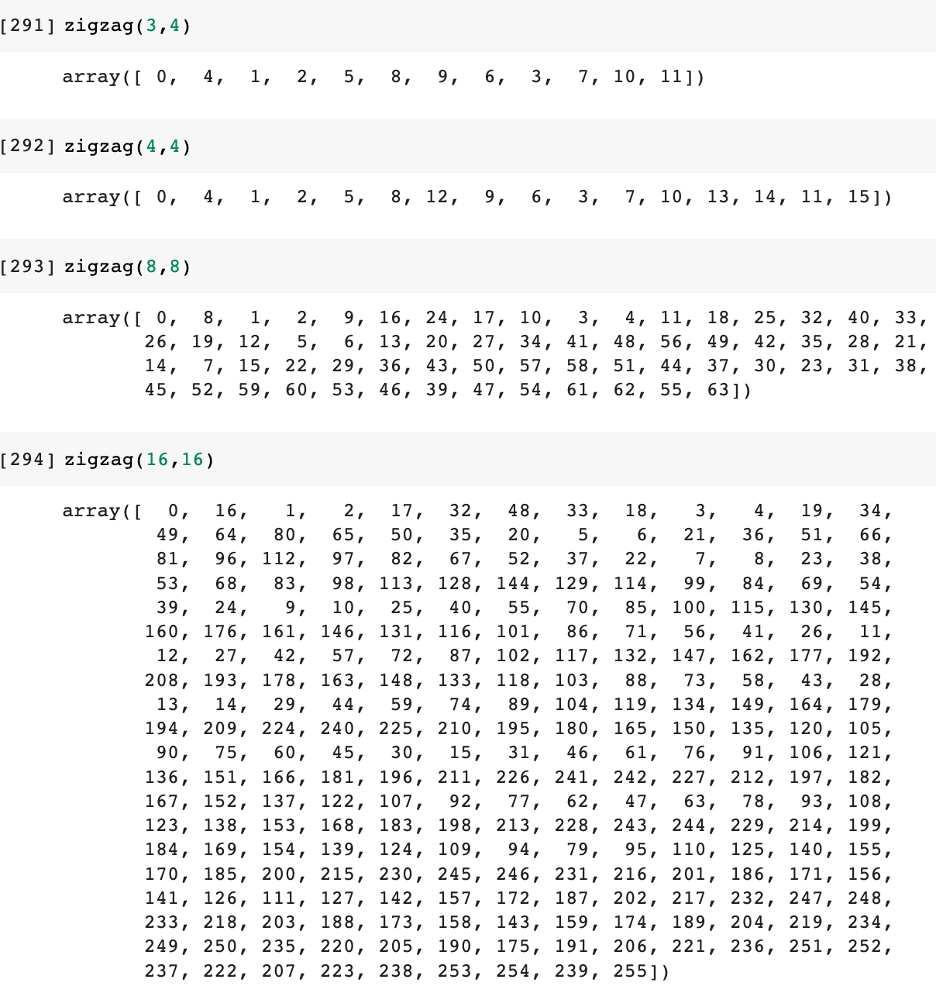 [291] zigzag(3,4)
array([ 0, 4, 1, 2, 5, 8, 9, 6, 3, 7, 10, 11])
[292] zigzag(4,4)
array([ 0, 4, 1, 2, 5, 8, 12, 9, 6, 3, 7, 10, 13, 14, 11, 15])
[293] zigzag(8,8)
array([ 0, 8, 1, 2, 9, 16, 24, 17, 10, 3, 4, 11, 18, 25, 32, 40, 33,
26, 19, 12, 5, 6, 13, 20, 27, 34, 41, 48, 56, 49, 42, 35, 28, 21,
14, 7, 15, 22, 29, 36, 43, 50, 57, 58, 51, 44, 37, 30, 23, 31, 38,
45, 52, 59, 60, 53, 46, 39, 47, 54, 61, 62, 55, 63])
[294] zigzag(16,16)
array([ 0, 16, 1, 2, 17, 32, 48, 33, 18, 3, 4, 19, 34,
49, 64, 80, 65, 50, 35, 20, 5, 6, 21, 36, 51, 66,
81, 96, 112, 97, 82, 67, 52, 37, 22, 7, 8, 23, 38,
53, 68, 83, 98, 113, 128, 144, 129, 114, 99, 84, 69, 54,
39, 24, 9, 10, 25, 40, 55, 70, 85, 100, 115, 130, 145,
160, 176, 161, 146, 131, 116, 101, 86, 71, 56, 41, 26, 11,
12, 27, 42, 57, 72, 87, 102, 117, 132, 147, 162, 177, 192,
208, 193, 178, 163, 148, 133, 118, 103, 88, 73, 58, 43, 28,
13, 14, 29, 44, 59, 74, 89, 104, 119, 134, 149, 164, 179,
194, 209, 224, 240, 225, 210, 195, 180, 165, 150, 135, 120, 105,
90, 75, 60, 45, 30, 15, 31, 46, 61, 76, 91, 106, 121,
136, 151, 166, 181, 196, 211, 226, 241, 242, 227, 212, 197, 182,
167, 152, 137, 122, 107, 92, 77, 62, 47, 63, 78, 93, 108,
123, 138, 153, 168, 183, 198, 213, 228, 243, 244, 229, 214, 199,
184, 169, 154, 139, 124, 109, 94, 79, 95, 110, 125, 140, 155,
170, 185, 200, 215, 230, 245, 246, 231, 216, 201, 186, 171, 156,
141, 126, 111, 127, 142, 157, 172, 187, 202, 217, 232, 247, 248,
233, 218, 203, 188, 173, 158, 143, 159, 174, 189, 204, 219, 234,
249, 250, 235, 220, 205, 190, 175, 191, 206, 221, 236, 251, 252,
237, 222, 207, 223, 238, 253, 254, 239, 255])